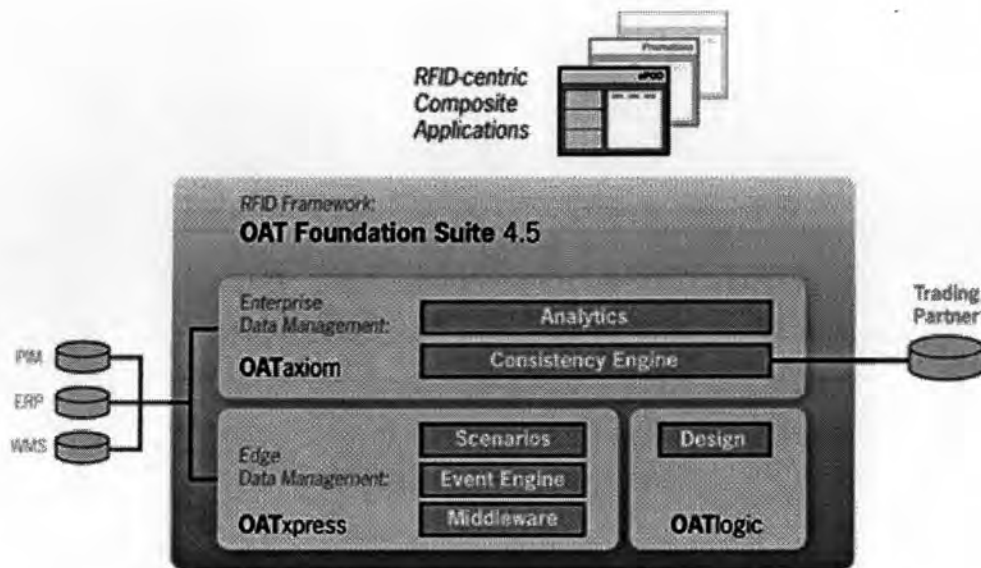 Promotions
ePOD
RFID-centric
Composite
Applications
RFID Framework:
OAT Foundation Suite 4.5
Enterprise
Data Management:
OATaxiom
Analytics
Consistency Engine
Trading
Partner
PIM
ERP
WMS
Edge
Data Management:
OATxpress
Scenarios
Event Engine
Middleware
Design
OATlogic